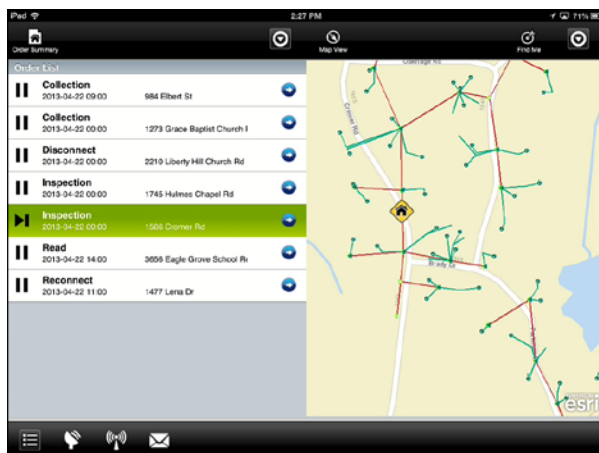 iPad
2:27 PM
71%
Order Summary
Map View
Find Me
Order List
Collection
2013-04-22 09:00 984 Elbert St
Collection
2013-04-22 00:00 1273 Grace Baptist Church
Disconnect
2013-04-22 00:00 2210 Liberty Hill Church Rd
Inspection
2013-04-22 00:00 1745 Hulmes Chapel Rd
Inspection
2013-04-22 00:00 1566 Cromer Rd
Read
2013-04-22 14:00 3656 Eagle Grove School R
Reconnect
2013-04-22 11:00 1477 Lena Dr
Cromer Rd
Brady St
esri